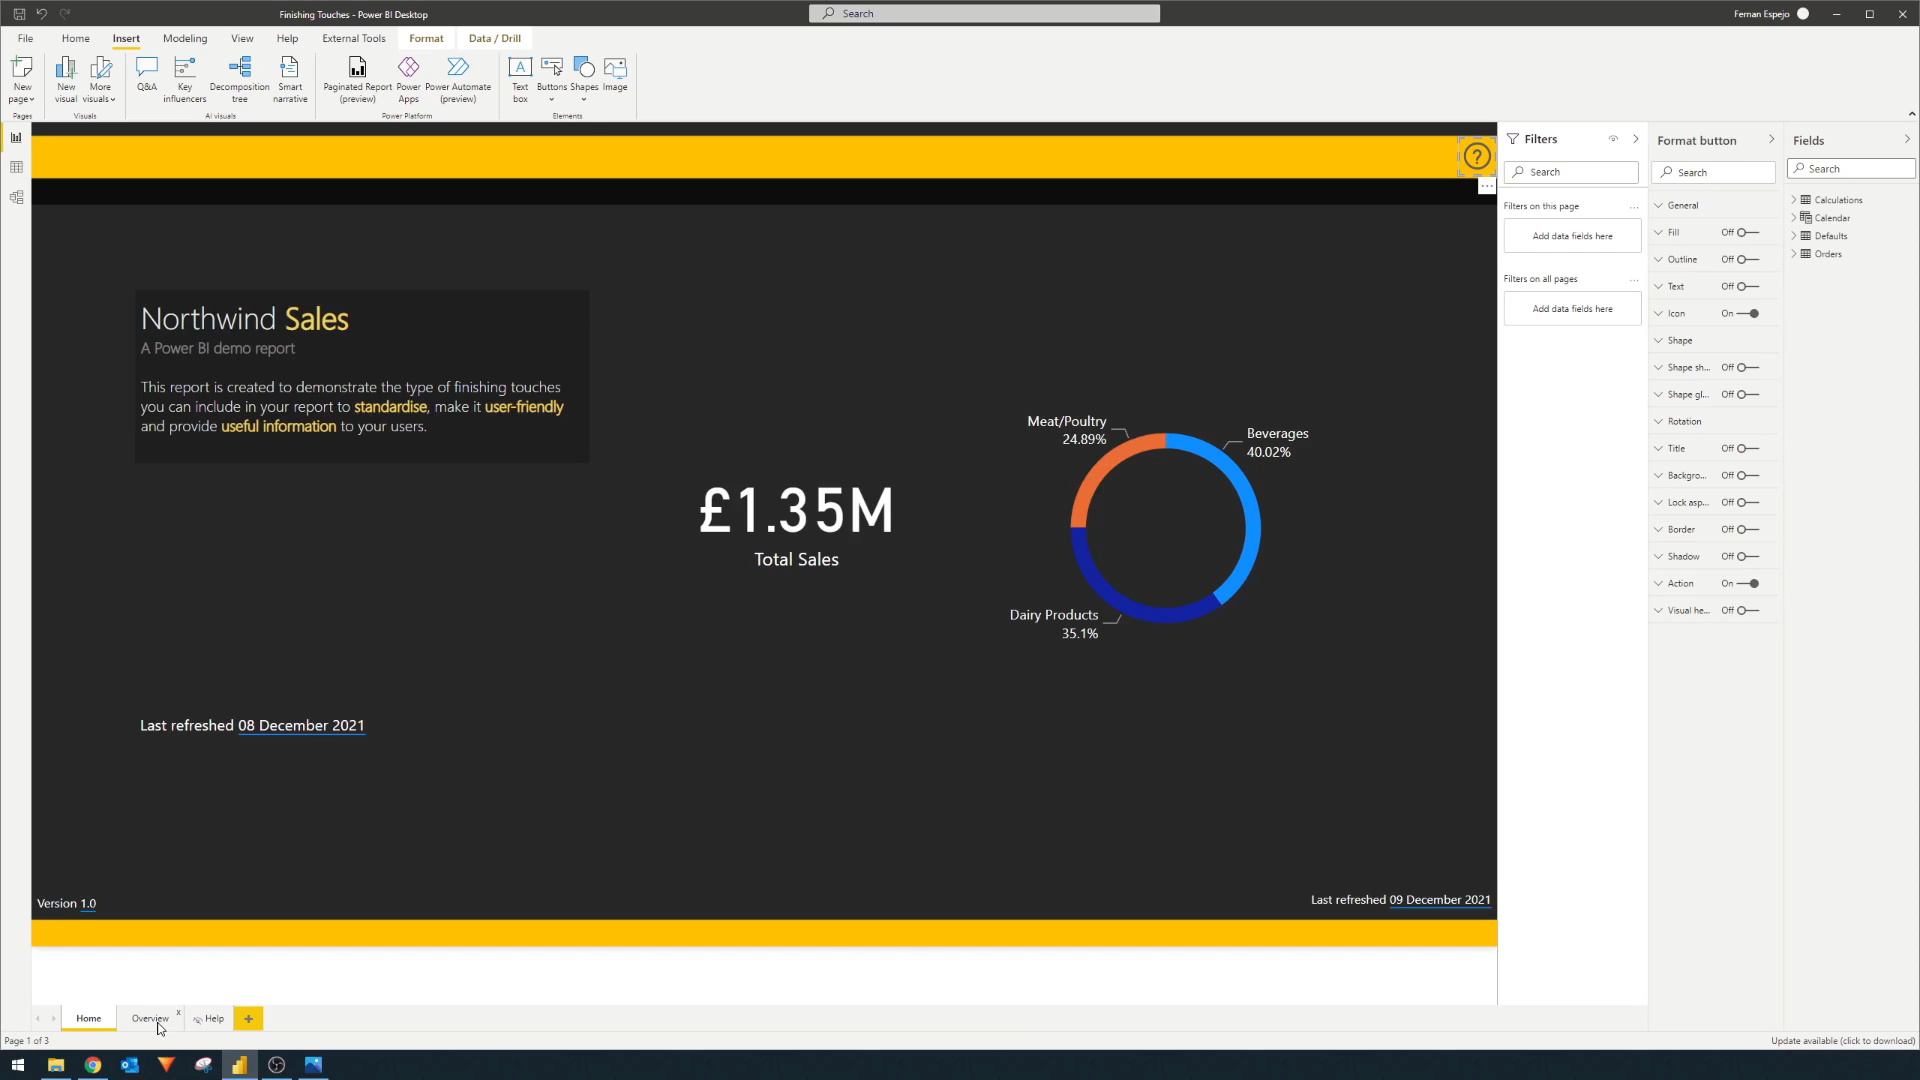 Finishing Touches - Power BI Desktop
Search
Fernan Espejo
File
Home
Insert
Modeling
View
Help
External Tools
Format
Data / Drill
New page
New visual
More visuals
Q&A
Key influencers
Decomposition tree
Smart narrative
Paginated Report (preview)
Power Apps
Power Automate (preview)
Text box
Buttons
Shapes
Image
Pages
Visuals
AI visuals
Power Platform
Elements
?
Northwind Sales
A Power BI demo report
This report is created to demonstrate the type of finishing touches
you can include in your report to standardise, make it user-friendly
and provide useful information to your users.
£1.35M
Total Sales
Meat/Poultry
24.89%
Beverages
40.02%
Dairy Products
35.1%
Last refreshed 08 December 2021
Version 1.0
Last refreshed 09 December 2021
Filters
Search
Filters on this page
...
Add data fields here
Filters on all pages
...
Add data fields here
Format button
Search
General
Fill Off
Outline Off
Text Off
Icon On
Shape
Shape sh... Off
Shape gl... Off
Rotation
Title Off
Backgro... Off
Lock asp... Off
Border Off
Shadow Off
Action On
Visual he... Off
Fields
Search
Calculations
Calendar
Defaults
Orders
Home
Overview
x
Help
+
Page 1 of 3
Update available (click to download)